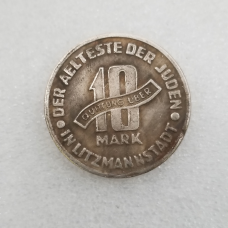 DER AELTESTE DER JUDEN
10
QUITTUNG ÜBER
MARK
IN LITZMANNSTADT